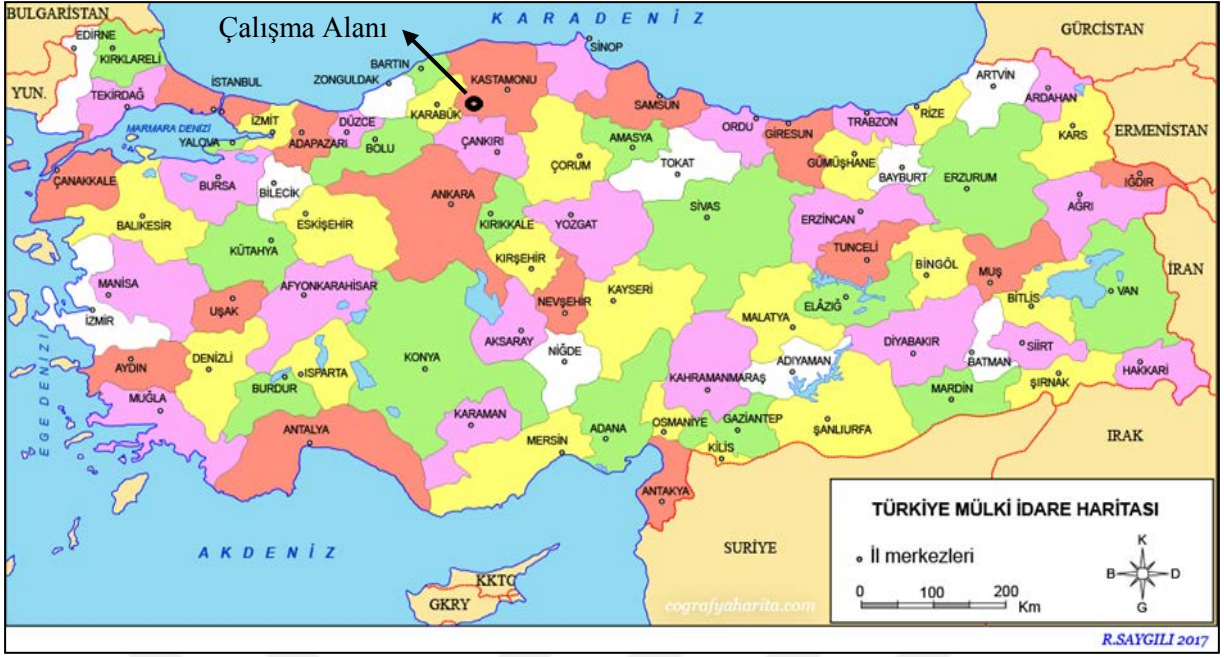 BULGARİSTAN
KARADENİZ
GÜRCİSTAN
Çalışma Alanı
EDİRNE
KIRKLARELİ
SİNOP
BARTIN
İSTANBUL
ZONGULDAK
KASTAMONU
ARTVİN
YUN.
TEKİRDAĞ
ARDAHAN
SAMSUN
KARABÜK
ORDU
GİRESUN
TRABZON
RİZE
İZMİT
DÜZCE
MARMARA DENİZİ
YALOVA
ADAPAZARI
BOLU
ÇANKIRI
AMASYA
KARS
ERMENİSTAN
ÇORUM
TOKAT
GÜMÜŞHANE
BAYBURT
ÇANAKKALE
BURSA
BİLECİK
ANKARA
ERZURUM
IĞDIR
SİVAS
AĞRI
BALIKESİR
ESKİŞEHİR
KIRIKKALE
YOZGAT
ERZİNCAN
KÜTAHYA
TUNCELİ
KIRŞEHİR
BİNGÖL
MUŞ
İRAN
MANİSA
AFYONKARAHİSAR
UŞAK
NEVŞEHİR
KAYSERİ
ELÂZIĞ
BİTLİS
VAN
İZMİR
MALATYA
AKSARAY
DİYABAKIR
SİİRT
AYDIN
DENİZLİ
KONYA
NİĞDE
ADIYAMAN
BATMAN
HAKKARİ
ISPARTA
BURDUR
KAHRAMANMARAŞ
MARDİN
ŞIRNAK
MUĞLA
KARAMAN
EGEDENİZİ
ANTALYA
MERSİN
ADANA
OSMANİYE
GAZİANTEP
ŞANLIURFA
KİLİS
IRAK
ANTAKYA
TÜRKİYE MÜLKİ İDARE HARİTASI
AKDENİZ
SURİYE
İl merkezleri
K
B
D
G
KKTC
GKRY
0 100 200
Km
cografyaharita.com
R.SAYGILI 2017